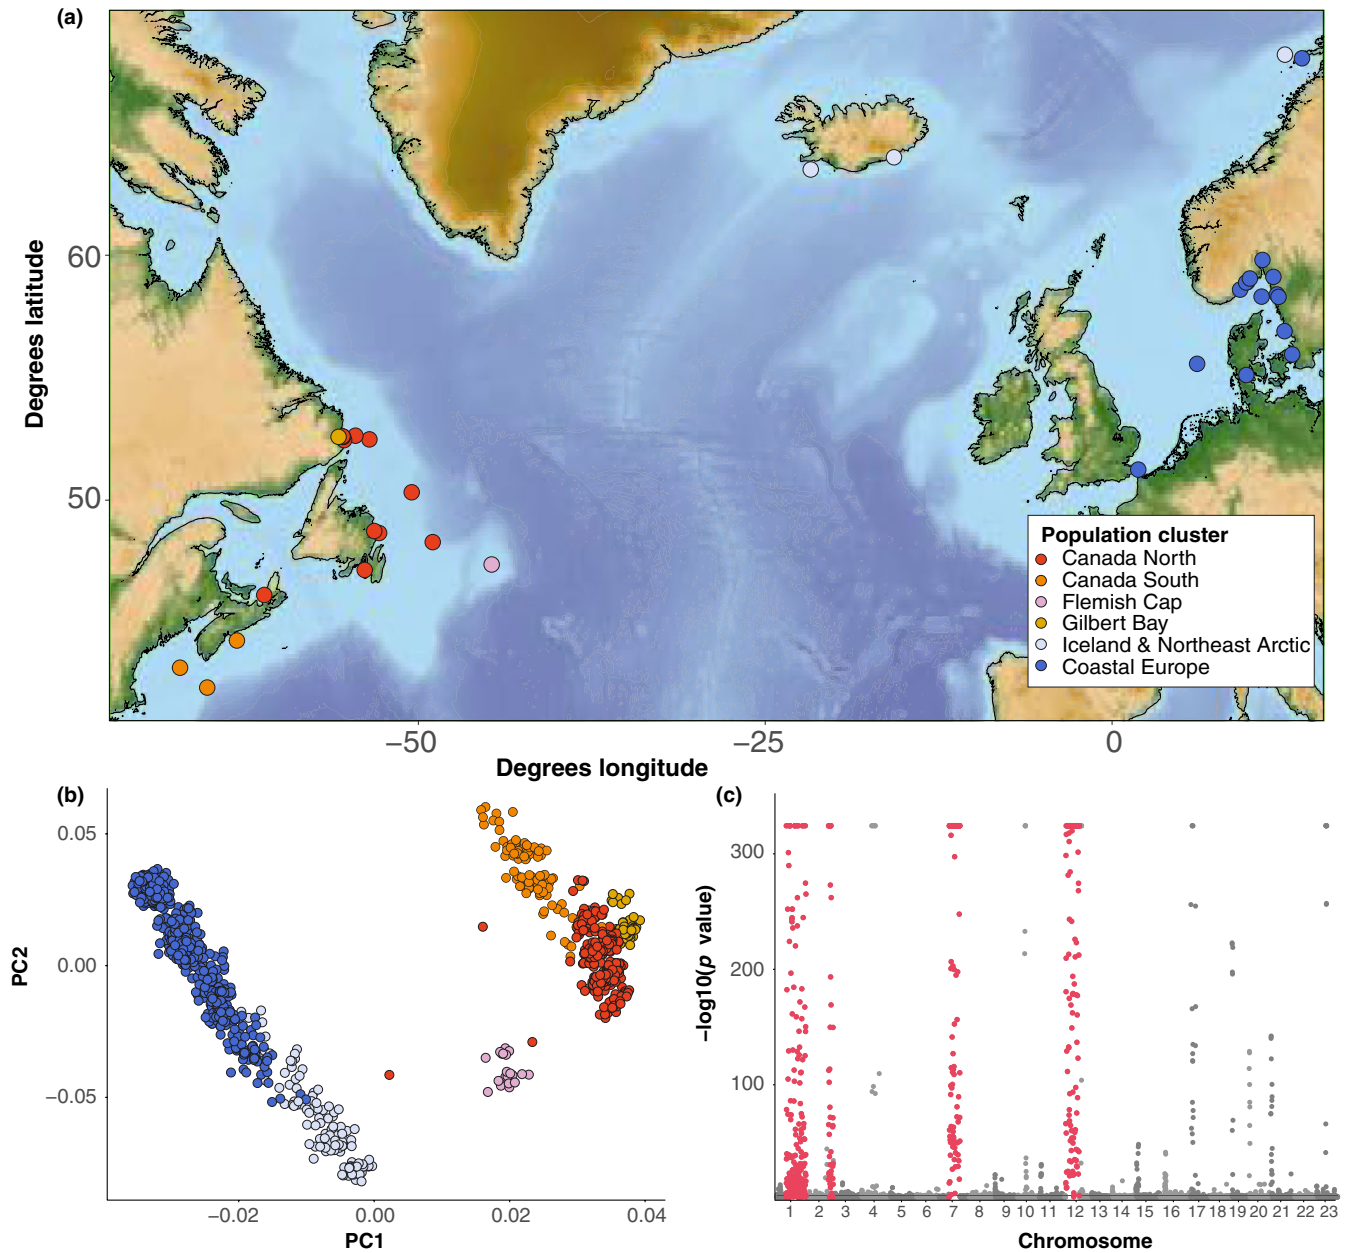 (a)
Degrees latitude
60
50
Population cluster
Canada North
Canada South
Flemish Cap
Gilbert Bay
Iceland & Northeast Arctic
Coastal Europe
−50
−25
0
Degrees longitude
(b)
PC2
0.05
0.00
−0.05
−0.02
0.00
0.02
0.04
PC1
(c)
−log10(p value)
300
200
100
1 2 3 4 5 6 7 8 9 10 11 12 13 14 15 16 17 18 19 20 21 22 23
Chromosome